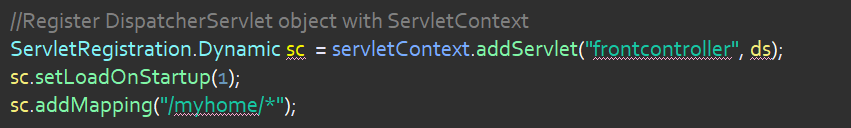 //Register DispatcherServlet object with ServletContext
ServletRegistration.Dynamic sc = servletContext.addServlet("frontcontroller", ds);
sc.setLoadOnStartup(1);
sc.addMapping("/myhome/*");